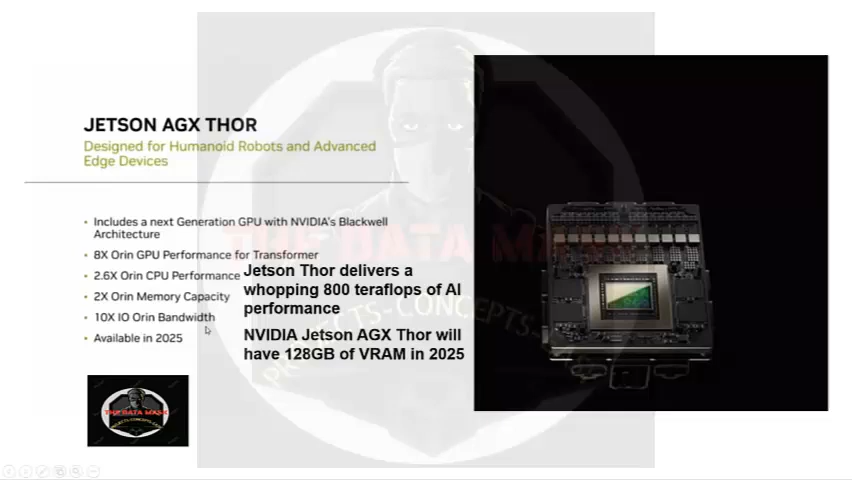 JETSON AGX THOR
Designed for Humanoid Robots and Advanced
Edge Devices
• Includes a next Generation GPU with NVIDIA's Blackwell
Architecture
• 8X Orin GPU Performance for Transformer
• 2.6X Orin CPU Performance
• 2X Orin Memory Capacity
• 10X IO Orin Bandwidth
• Available in 2025
Jetson Thor delivers a
whopping 800 teraflops of AI
performance
NVIDIA Jetson AGX Thor will
have 128GB of VRAM in 2025
THE DATA MASK